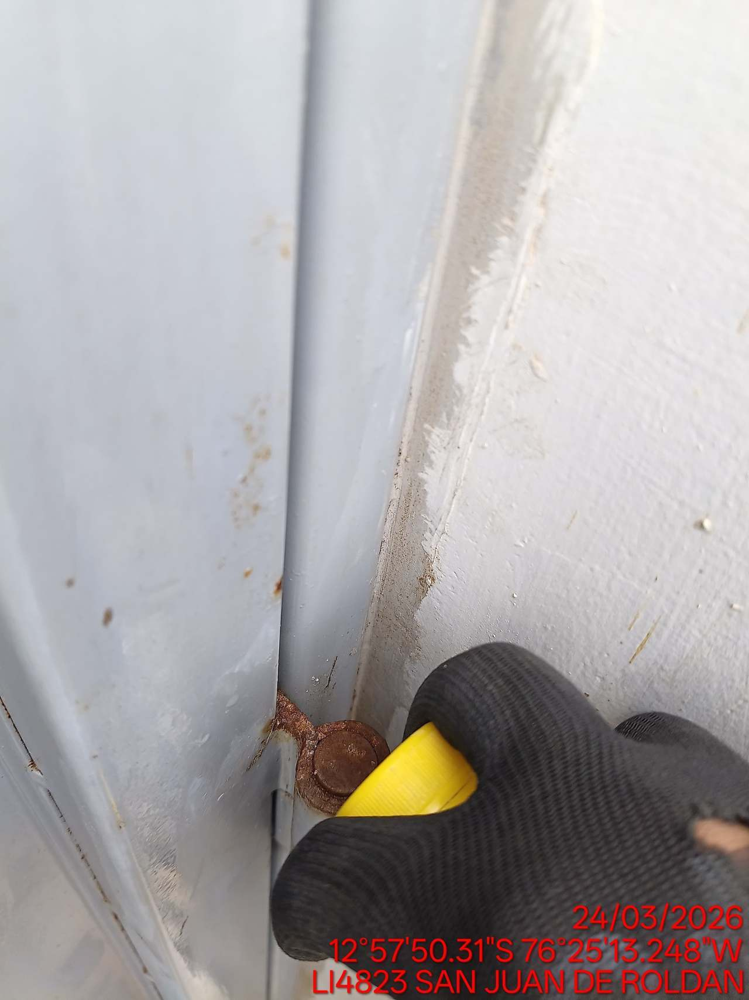 24/03/2026
12°57'50.31"S 76°25'13.248"W
LI4823 SAN JUAN DE ROLDAN